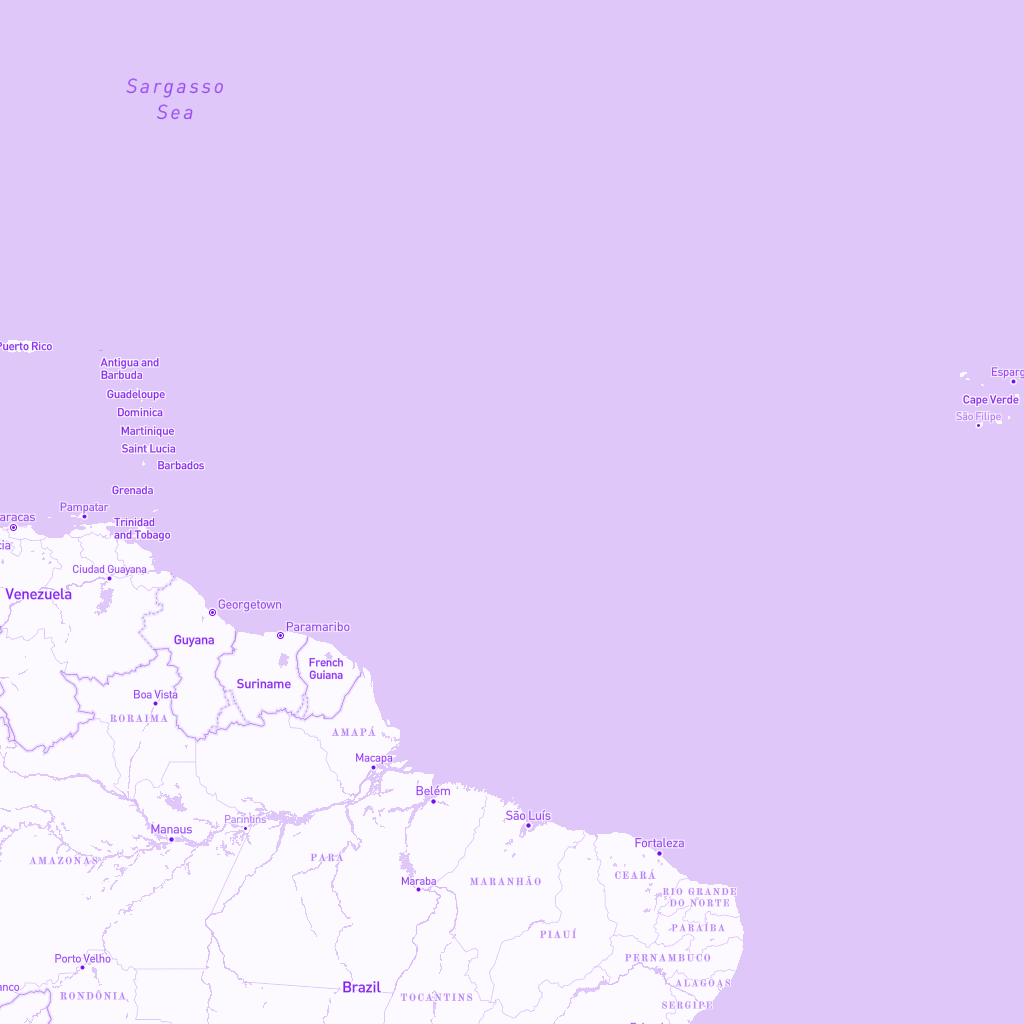 Sargasso
Sea
Puerto Rico
Antigua and
Barbuda
Guadeloupe
Dominica
Martinique
Saint Lucia
Barbados
Grenada
Pampatar
aracas
Trinidad
and Tobago
cia
Ciudad Guayana
Venezuela
Georgetown
Paramaribo
Guyana
French
Guiana
Suriname
Boa Vista
RORAIMA
AMAPÁ
Macapa
Belém
São Luís
Parintins
Manaus
Fortaleza
AMAZONAS
PARÁ
Maraba
MARANHÃO
CEARÁ
RIO GRANDE
DO NORTE
PARAÍBA
PIAUÍ
PERNAMBUCO
Porto Velho
ALAGOAS
anco
RONDÔNIA
Brazil
TOCANTINS
SERGIPE
Esparg
Cape Verde
São Filipe